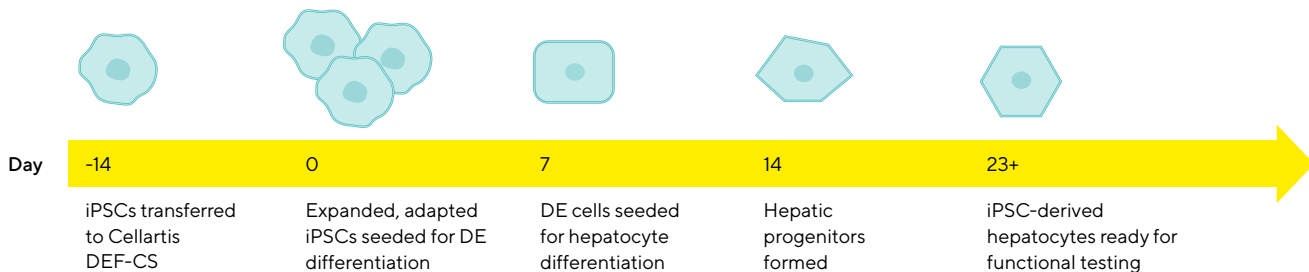 Day -14 0 7 14 23+
iPSCs transferred
to Cellartis
DEF-CS
Expanded, adapted
iPSCs seeded for DE
differentiation
DE cells seeded
for hepatocyte
differentiation
Hepatic
progenitors
formed
iPSC-derived
hepatocytes ready for
functional testing